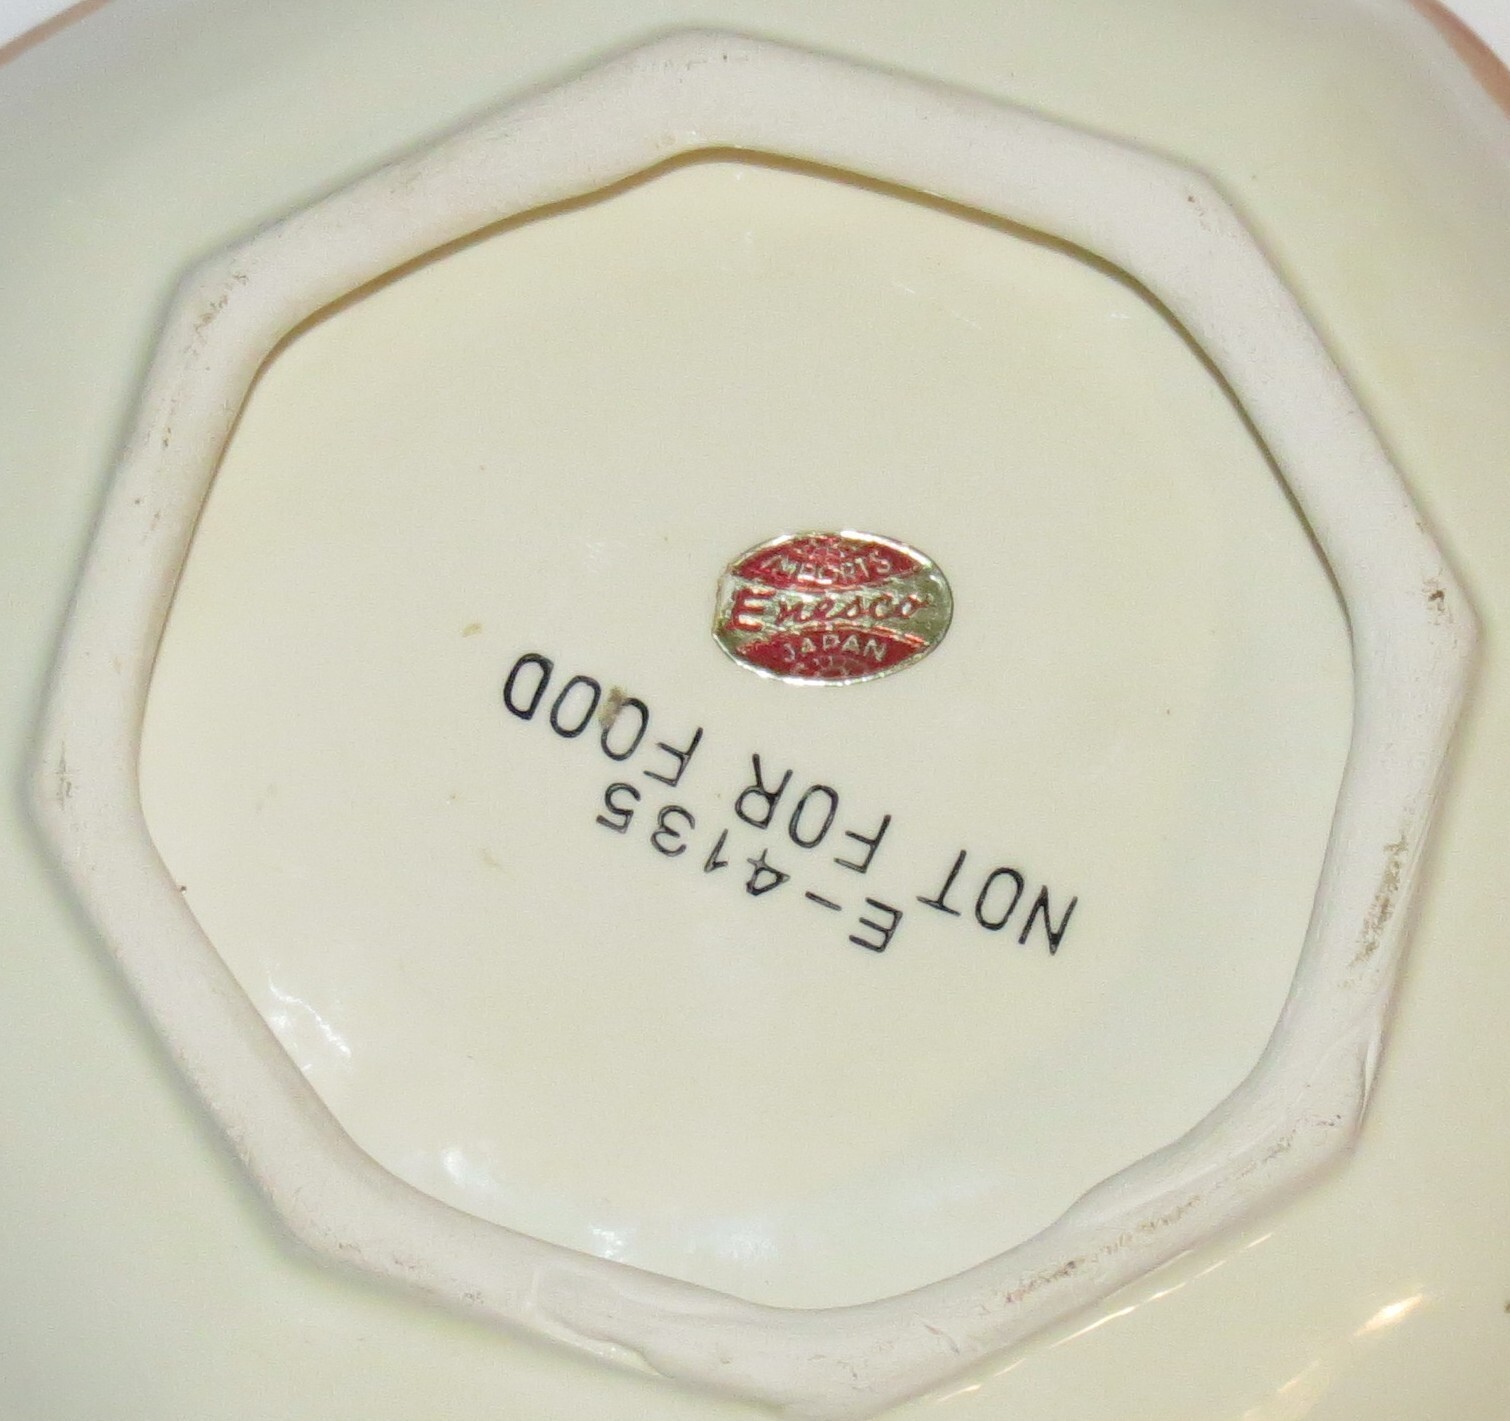 IMPORTS
Enesco
JAPAN
E-4135
NOT FOR FOOD